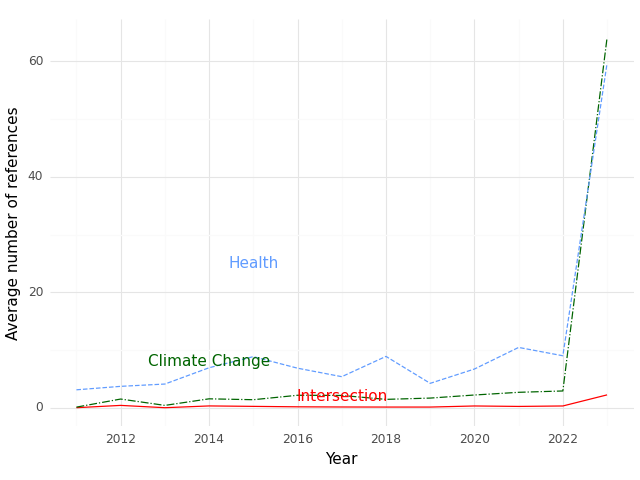 60
40
20
0
Average number of references
Health
Climate Change
Intersection
2012 2014 2016 2018 2020 2022
Year